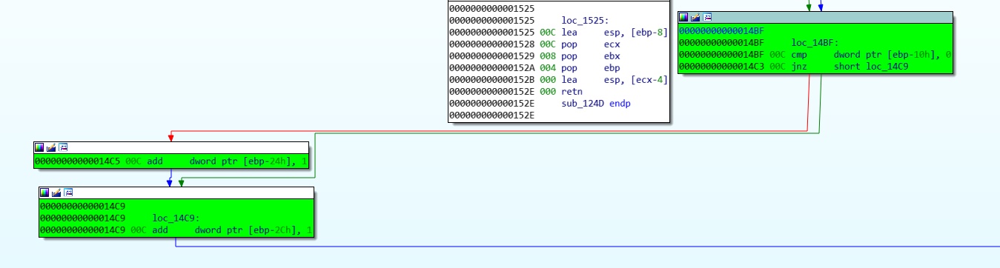 0000000000001525
0000000000001525 loc_1525:
0000000000001525 00C lea esp, [ebp-8]
0000000000001528 00C pop ecx
0000000000001529 008 pop ebx
000000000000152A 004 pop ebp
000000000000152B 000 lea esp, [ecx-4]
000000000000152E 000 retn
000000000000152E sub_124D endp
000000000000152E
00000000000014BF
00000000000014BF loc_14BF:
00000000000014BF 00C cmp dword ptr [ebp-10h], 0
00000000000014C3 00C jnz short loc_14C9
00000000000014C5 00C add dword ptr [ebp-24h], 1
00000000000014C9
00000000000014C9 loc_14C9:
00000000000014C9 00C add dword ptr [ebp-2Ch], 1